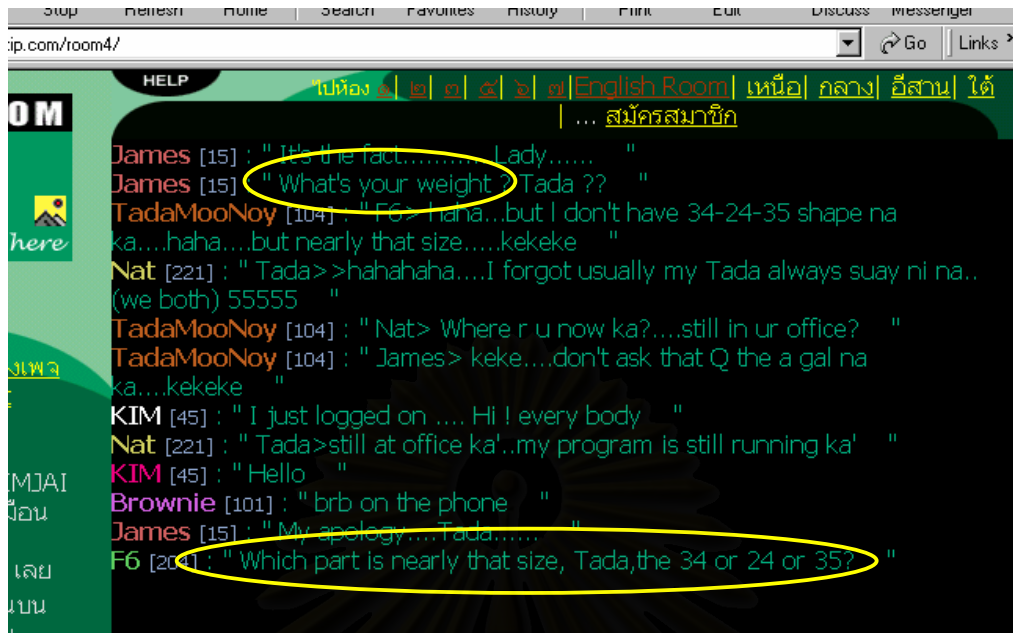 Stop Refresh Home Search Favorites History Print Edit Discuss Messenger
tip.com/room4/ Go Links
HELP
ไปห้อง ๑| ๒| ๓| ๕| ๖| ๗|English Room| เหนือ| กลาง| อีสาน| ใต้
| ... สมัครสมาชิก
OM
here
James [15] : " It's the fact........... Lady...... "
James [15] : " What's your weight ? Tada ?? "
TadaMooNoy [104] : " F6> haha...but I don't have 34-24-35 shape na
ka....haha....but nearly that size.....kekeke "
Nat [221] : " Tada>>hahahaha....I forgot usually my Tada always suay ni na..
(we both) 55555 "
TadaMooNoy [104] : " Nat> Where r u now ka?....still in ur office? "
TadaMooNoy [104] : " James> keke....don't ask that Q the a gal na
ka....kekeke "
KIM [45] : " I just logged on ..... Hi ! every body "
Nat [221] : " Tada>still at office ka'..my program is still running ka' "
KIM [45] : " Hello "
Brownie [101] : " brb on the phone "
James [15] : " My apology....Tada...... "
F6 [204] : " Which part is nearly that size, Tada,the 34 or 24 or 35? "
งเพจ
IMJAI
เลย
นบน